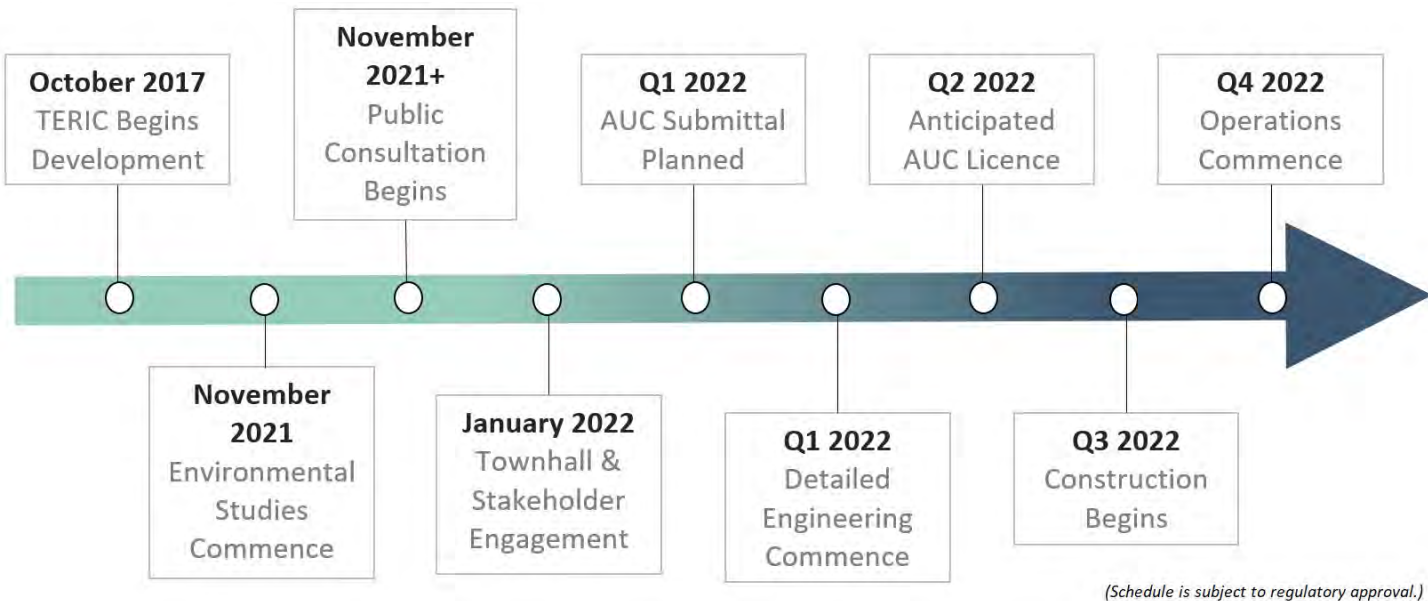 October 2017
TERIC Begins
Development
November
2021
Environmental
Studies
Commence
November
2021+
Public
Consultation
Begins
January 2022
Townhall &
Stakeholder
Engagement
Q1 2022
AUC Submittal
Planned
Q1 2022
Detailed
Engineering
Commence
Q2 2022
Anticipated
AUC Licence
Q3 2022
Construction
Begins
Q4 2022
Operations
Commence
(Schedule is subject to regulatory approval.)